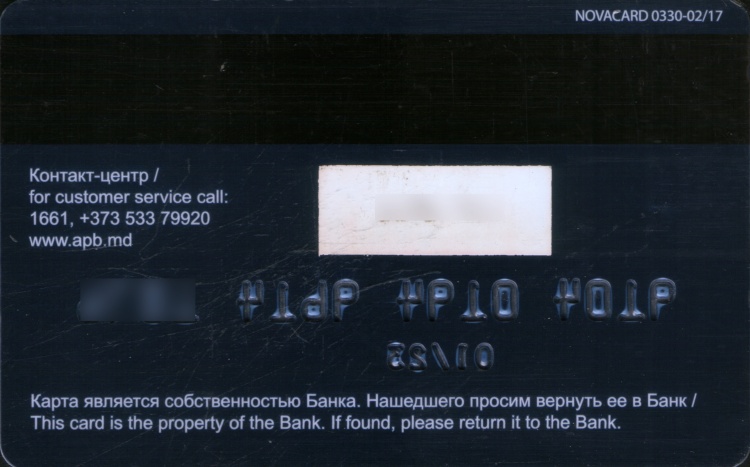 NOVACARD 0330-02/17
Контакт-центр /
for customer service call:
1661, +373 533 79920
www.apb.md
Карта является собственностью Банка. Нашедшего просим вернуть ее в Банк /
This card is the property of the Bank. If found, please return it to the Bank.